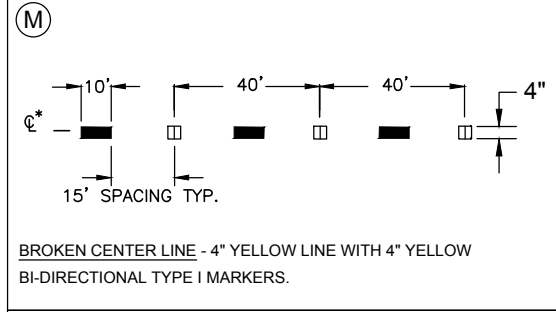 M
10'
40'
40'
4"
℄*
15' SPACING TYP.
BROKEN CENTER LINE - 4" YELLOW LINE WITH 4" YELLOW
BI-DIRECTIONAL TYPE I MARKERS.